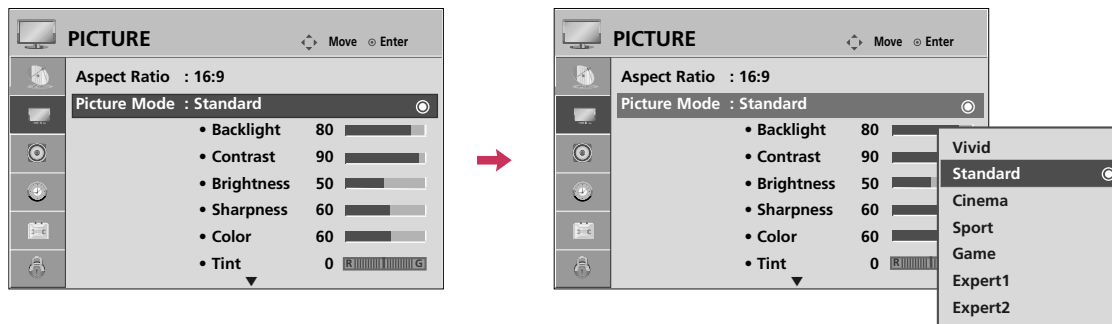 PICTURE Move Enter
Aspect Ratio : 16:9
Picture Mode : Standard
• Backlight 80
• Contrast 90
• Brightness 50
• Sharpness 60
• Color 60
• Tint 0 R G
PICTURE Move Enter
Aspect Ratio : 16:9
Picture Mode : Standard
• Backlight 80
• Contrast 90
• Brightness 50
• Sharpness 60
• Color 60
• Tint 0 R
Vivid
Standard
Cinema
Sport
Game
Expert1
Expert2